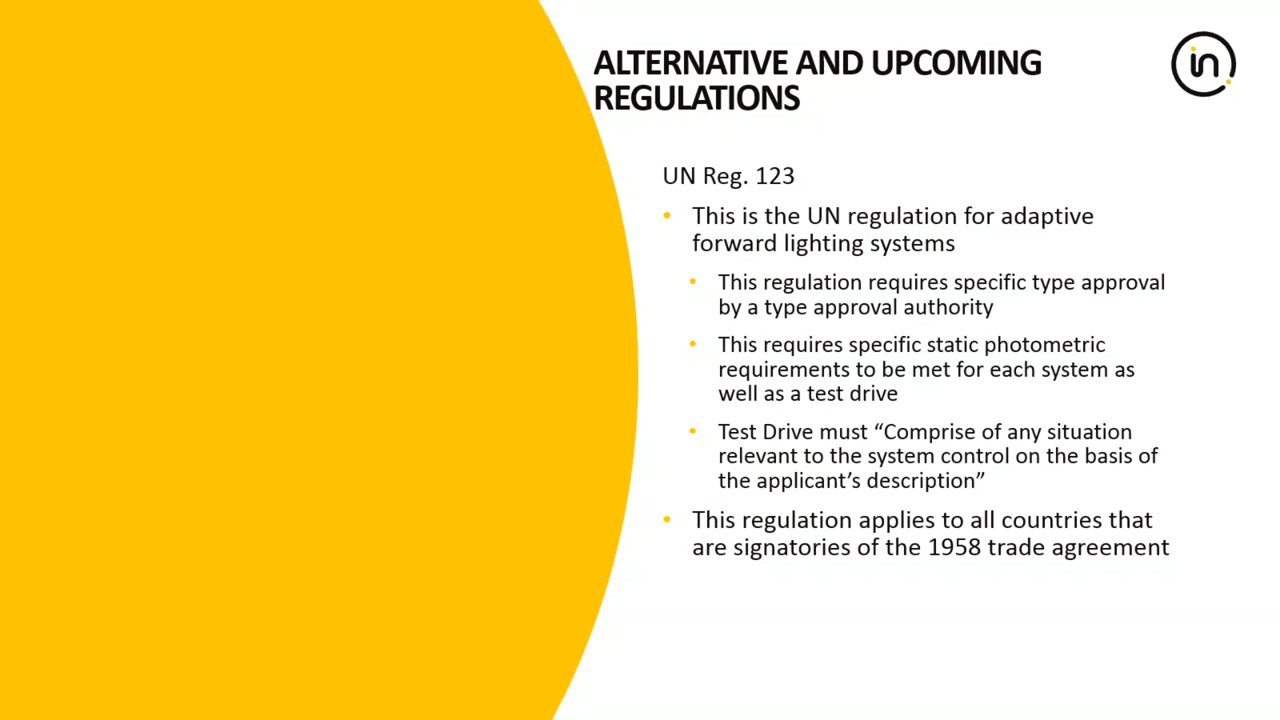 ALTERNATIVE AND UPCOMING
REGULATIONS
in
UN Reg. 123
• This is the UN regulation for adaptive
forward lighting systems
• This regulation requires specific type approval
by a type approval authority
• This requires specific static photometric
requirements to be met for each system as
well as a test drive
• Test Drive must “Comprise of any situation
relevant to the system control on the basis of
the applicant’s description”
• This regulation applies to all countries that
are signatories of the 1958 trade agreement